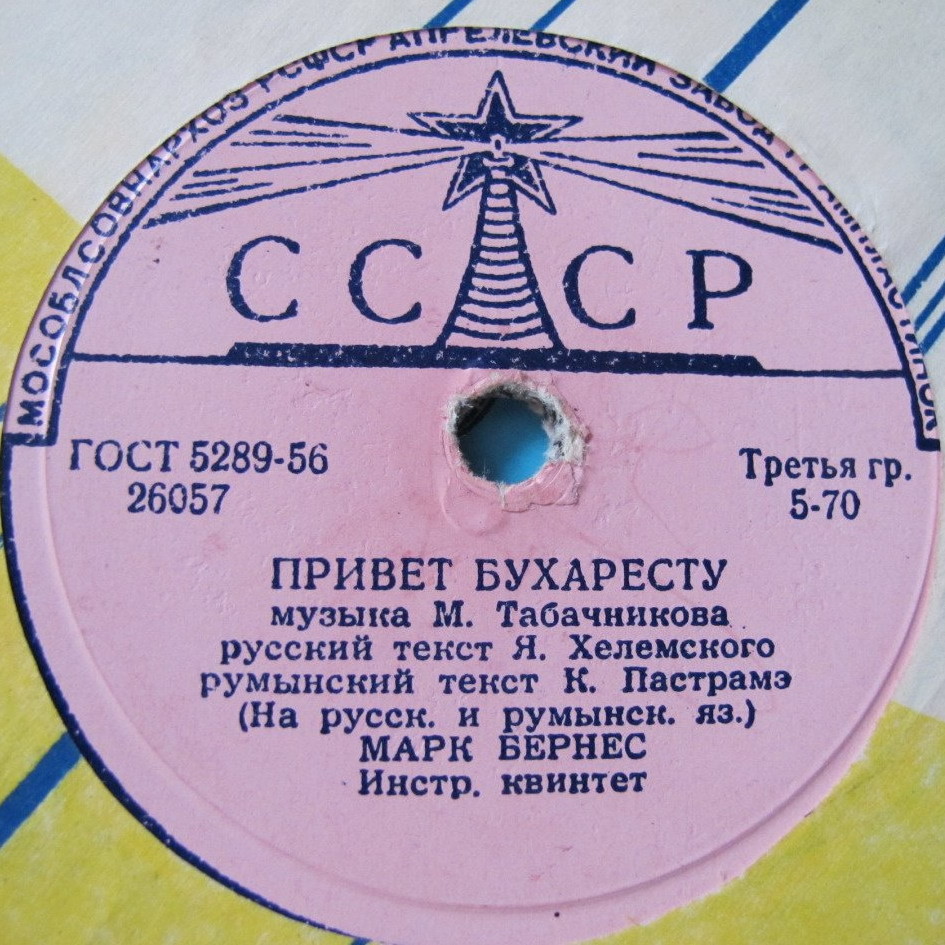 МОСОБЛСОВНАРХОЗ РСФСР АПРЕЛЕВСКИЙ ЗАВОД ГРАМПЛАСТИНОК
СССР
ГОСТ 5289-56
26057
Третья гр.
5-70
ПРИВЕТ БУХАРЕСТУ
музыка М. Табачникова
русский текст Я. Хелемского
румынский текст К. Пастрамэ
(На русск. и румынск. яз.)
МАРК БЕРНЕС
Инстр. квинтет